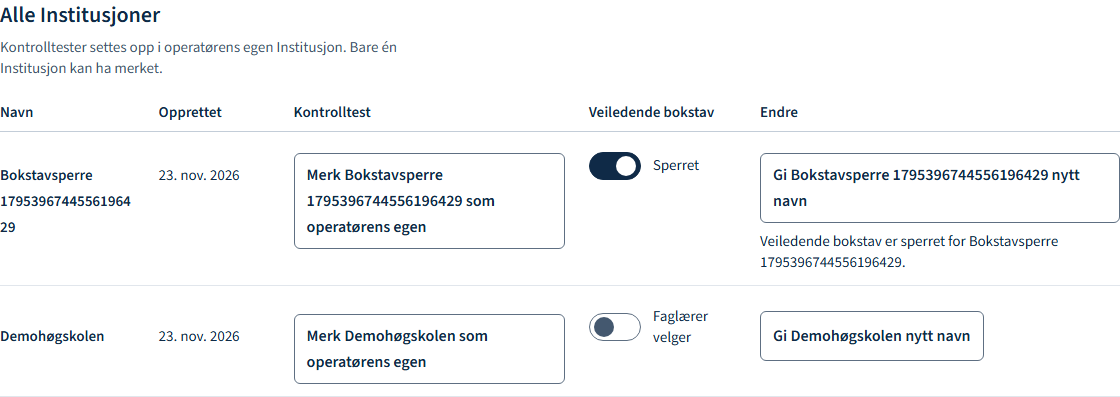 Alle Institusjoner
Kontrolltester settes opp i operatørens egen Institusjon. Bare én
Institusjon kan ha merket.
Navn
Opprettet
Kontrolltest
Veiledende bokstav
Endre
Bokstavsperre
17953967445561964
29
23. nov. 2026
Merk Bokstavsperre
1795396744556196429 som
operatørens egen
Sperret
Gi Bokstavsperre 1795396744556196429 nytt
navn
Veiledende bokstav er sperret for Bokstavsperre
1795396744556196429.
Demohøgskolen
23. nov. 2026
Merk Demohøgskolen som
operatørens egen
Faglærer
velger
Gi Demohøgskolen nytt navn